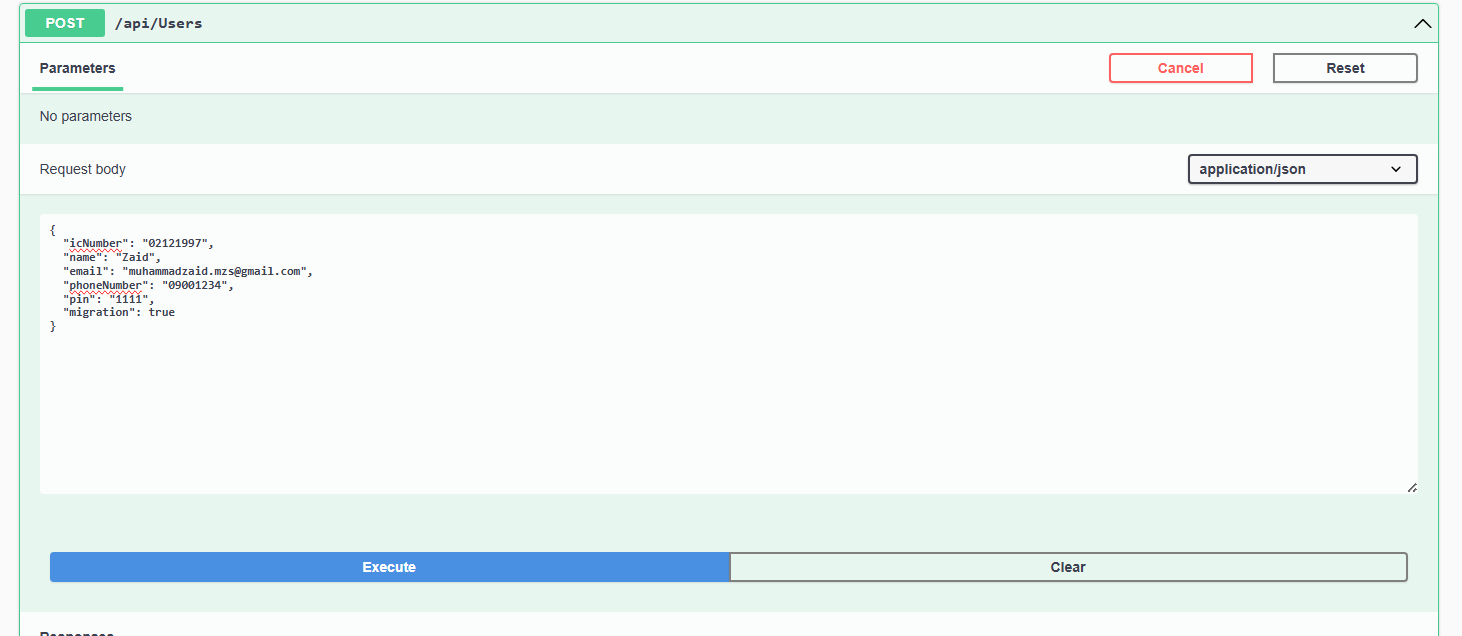 POST /api/Users
Parameters
Cancel
Reset
No parameters
Request body
application/json
{
  "icNumber": "02121997",
  "name": "Zaid",
  "email": "muhammadzaid.mzs@gmail.com",
  "phoneNumber": "09001234",
  "pin": "1111",
  "migration": true
}
Execute
Clear
Responses